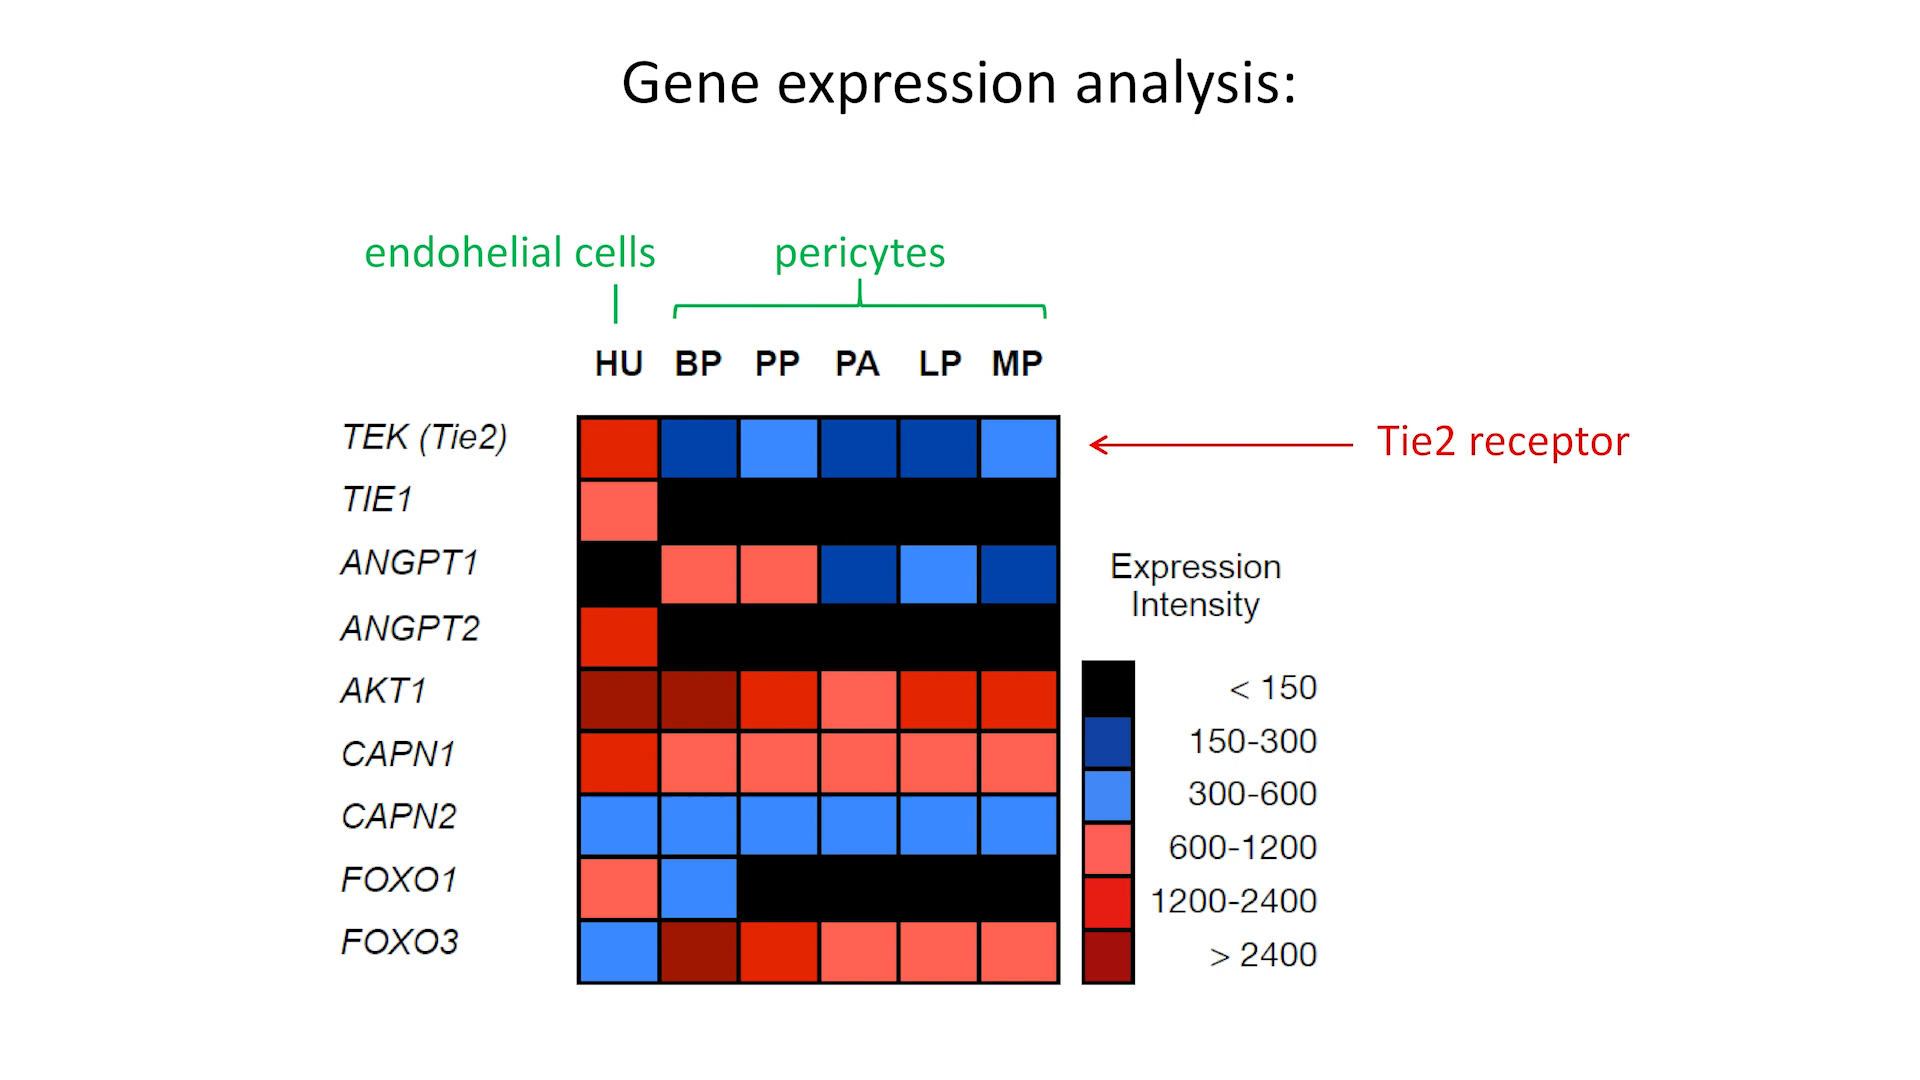 Gene expression analysis:
endohelial cells
pericytes
HU BP PP PA LP MP
TEK (Tie2)
Tie2 receptor
TIE1
ANGPT1
ANGPT2
AKT1
CAPN1
CAPN2
FOXO1
FOXO3
Expression
Intensity
< 150
150-300
300-600
600-1200
1200-2400
> 2400